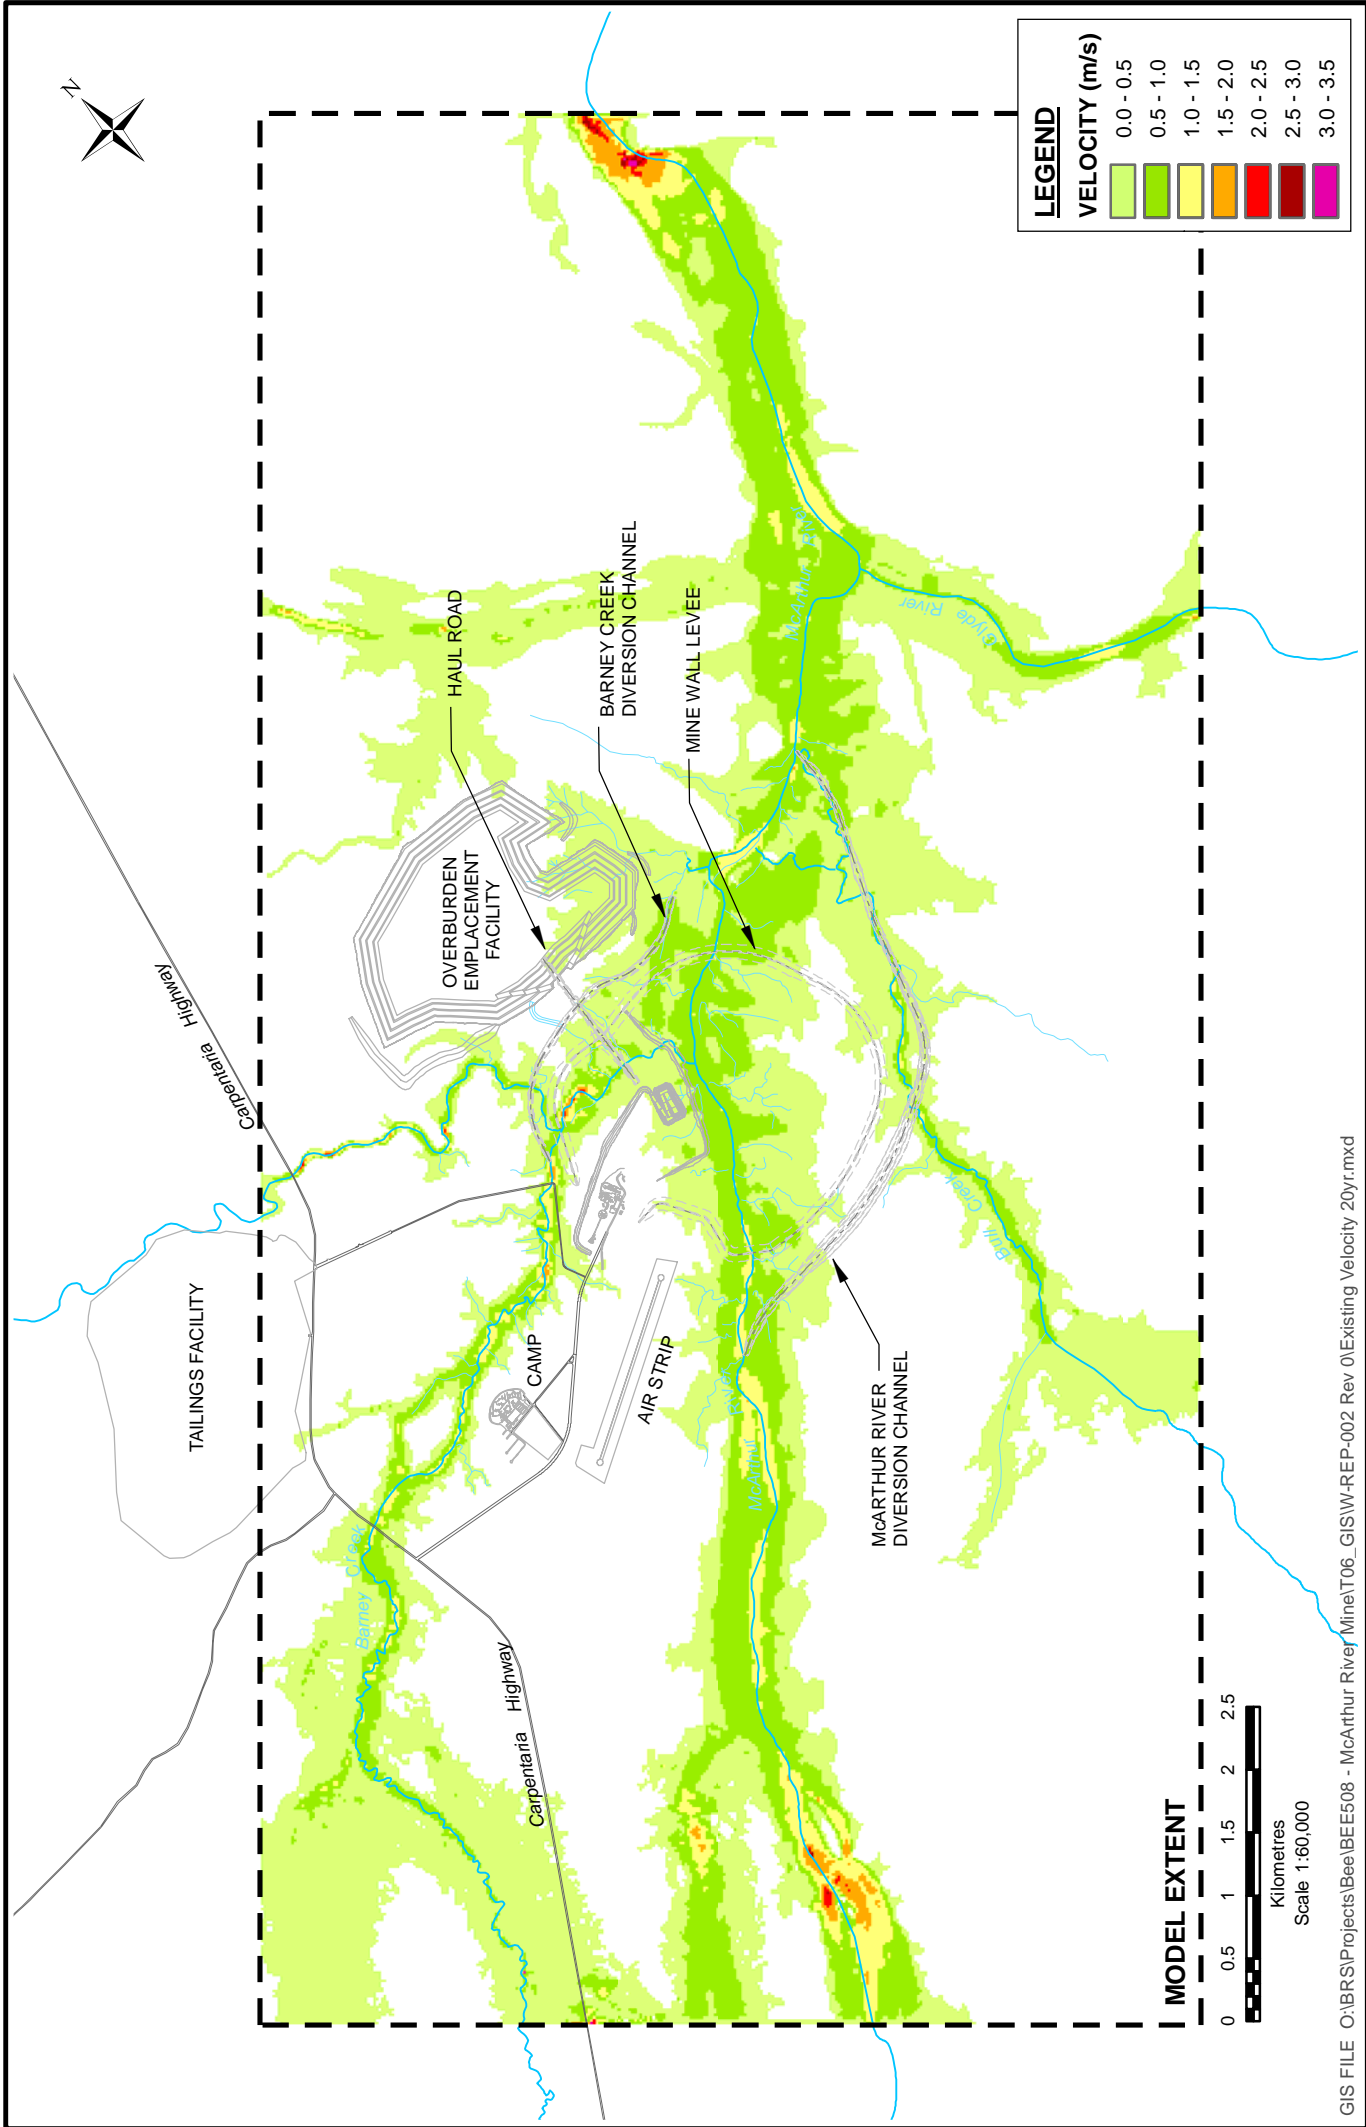 N
LEGEND
VELOCITY (m/s)
0.0 - 0.5
0.5 - 1.0
1.0 - 1.5
1.5 - 2.0
2.0 - 2.5
2.5 - 3.0
3.0 - 3.5
TAILINGS FACILITY
Carpentaria Highway
OVERBURDEN
EMPLACEMENT
FACILITY
HAUL ROAD
BARNEY CREEK
DIVERSION CHANNEL
MINE WALL LEVEE
Barney Creek
Carpentaria Highway
CAMP
AIR STRIP
McArthur River
McArthur River
Glyde River
Bull Creek
McARTHUR RIVER
DIVERSION CHANNEL
MODEL EXTENT
0 0.5 1 1.5 2 2.5
Kilometres
Scale 1:60,000
GIS FILE O:\BRS\Projects\Bee\BEE508 - McArthur River Mine\T06_GIS\W-REP-002 Rev 0\Existing Velocity 20yr.mxd